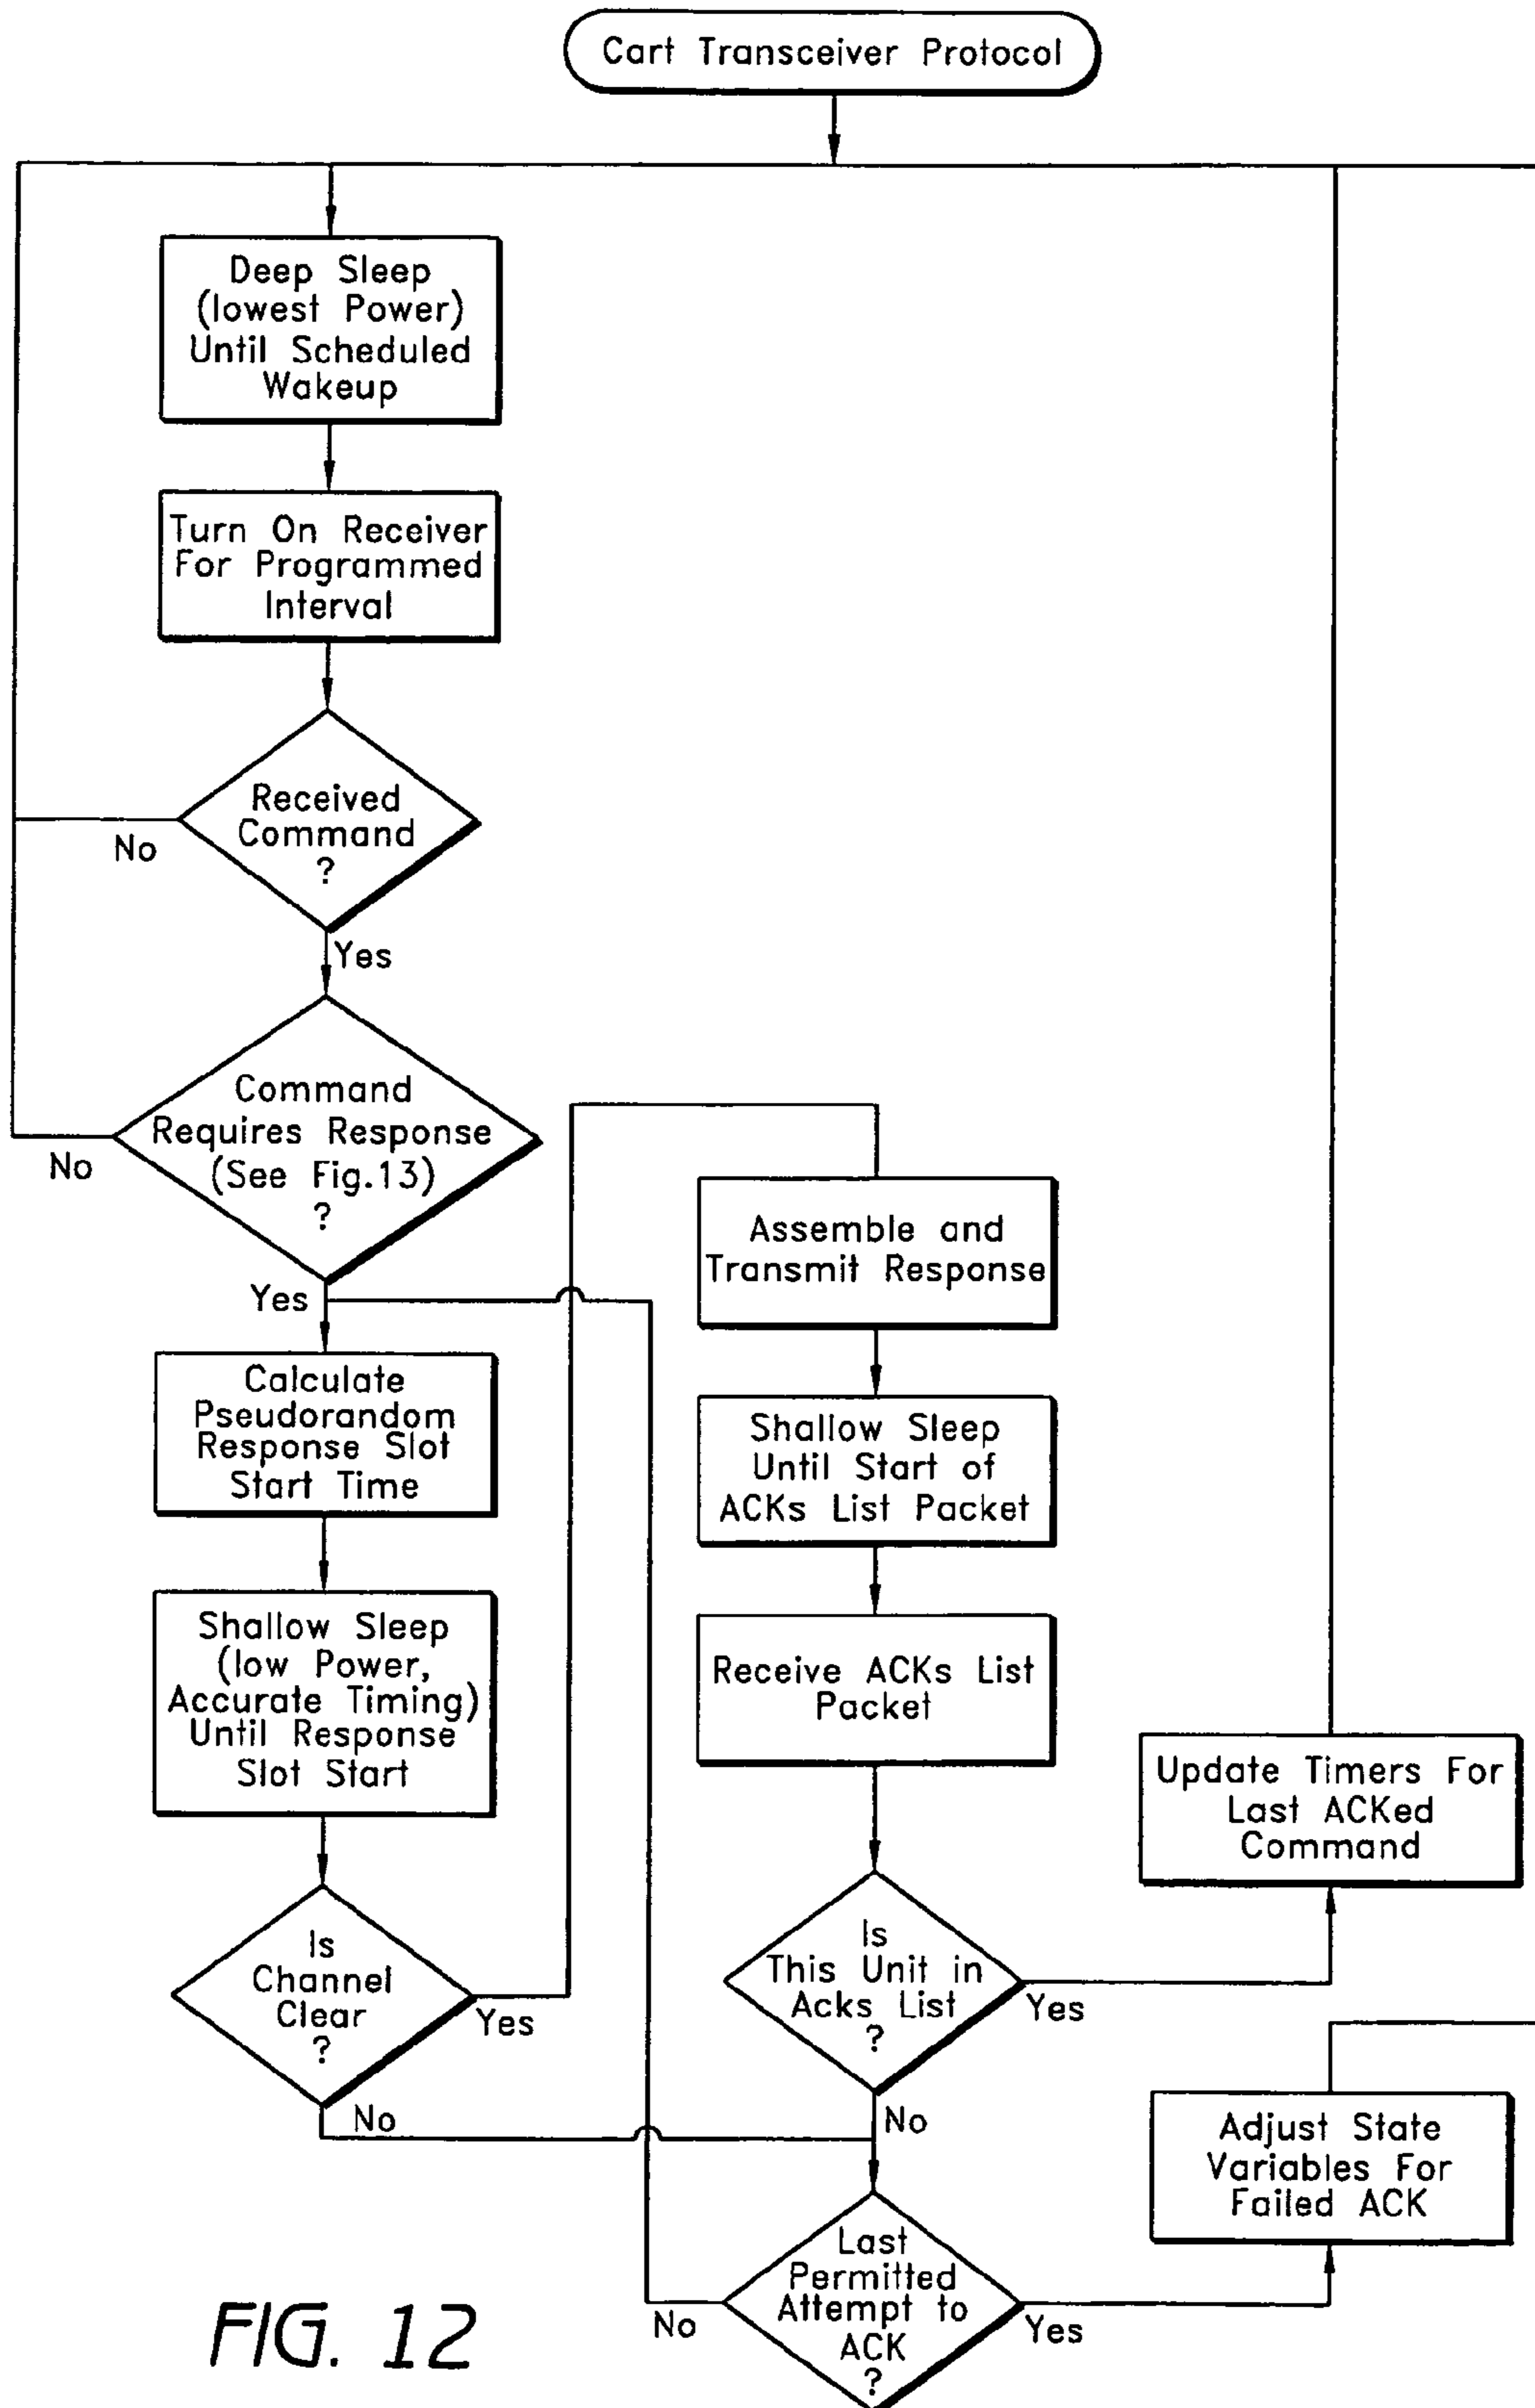 Cart Transceiver Protocol
Deep Sleep
(lowest Power)
Until Scheduled
Wakeup
Turn On Receiver
For Programmed
Interval
Received
Command
?
No
Yes
Command
Requires Response
(See Fig.13)
?
No
Yes
Calculate
Pseudorandom
Response Slot
Start Time
Shallow Sleep
(low Power,
Accurate Timing)
Until Response
Slot Start
Is
Channel
Clear
?
Yes
No
Assemble and
Transmit Response
Shallow Sleep
Until Start of
ACKs List Packet
Receive ACKs List
Packet
Is
This Unit in
Acks List
?
Yes
No
Update Timers For
Last ACKed
Command
Last
Permitted
Attempt to
ACK
?
No
Yes
Adjust State
Variables For
Failed ACK
FIG. 12